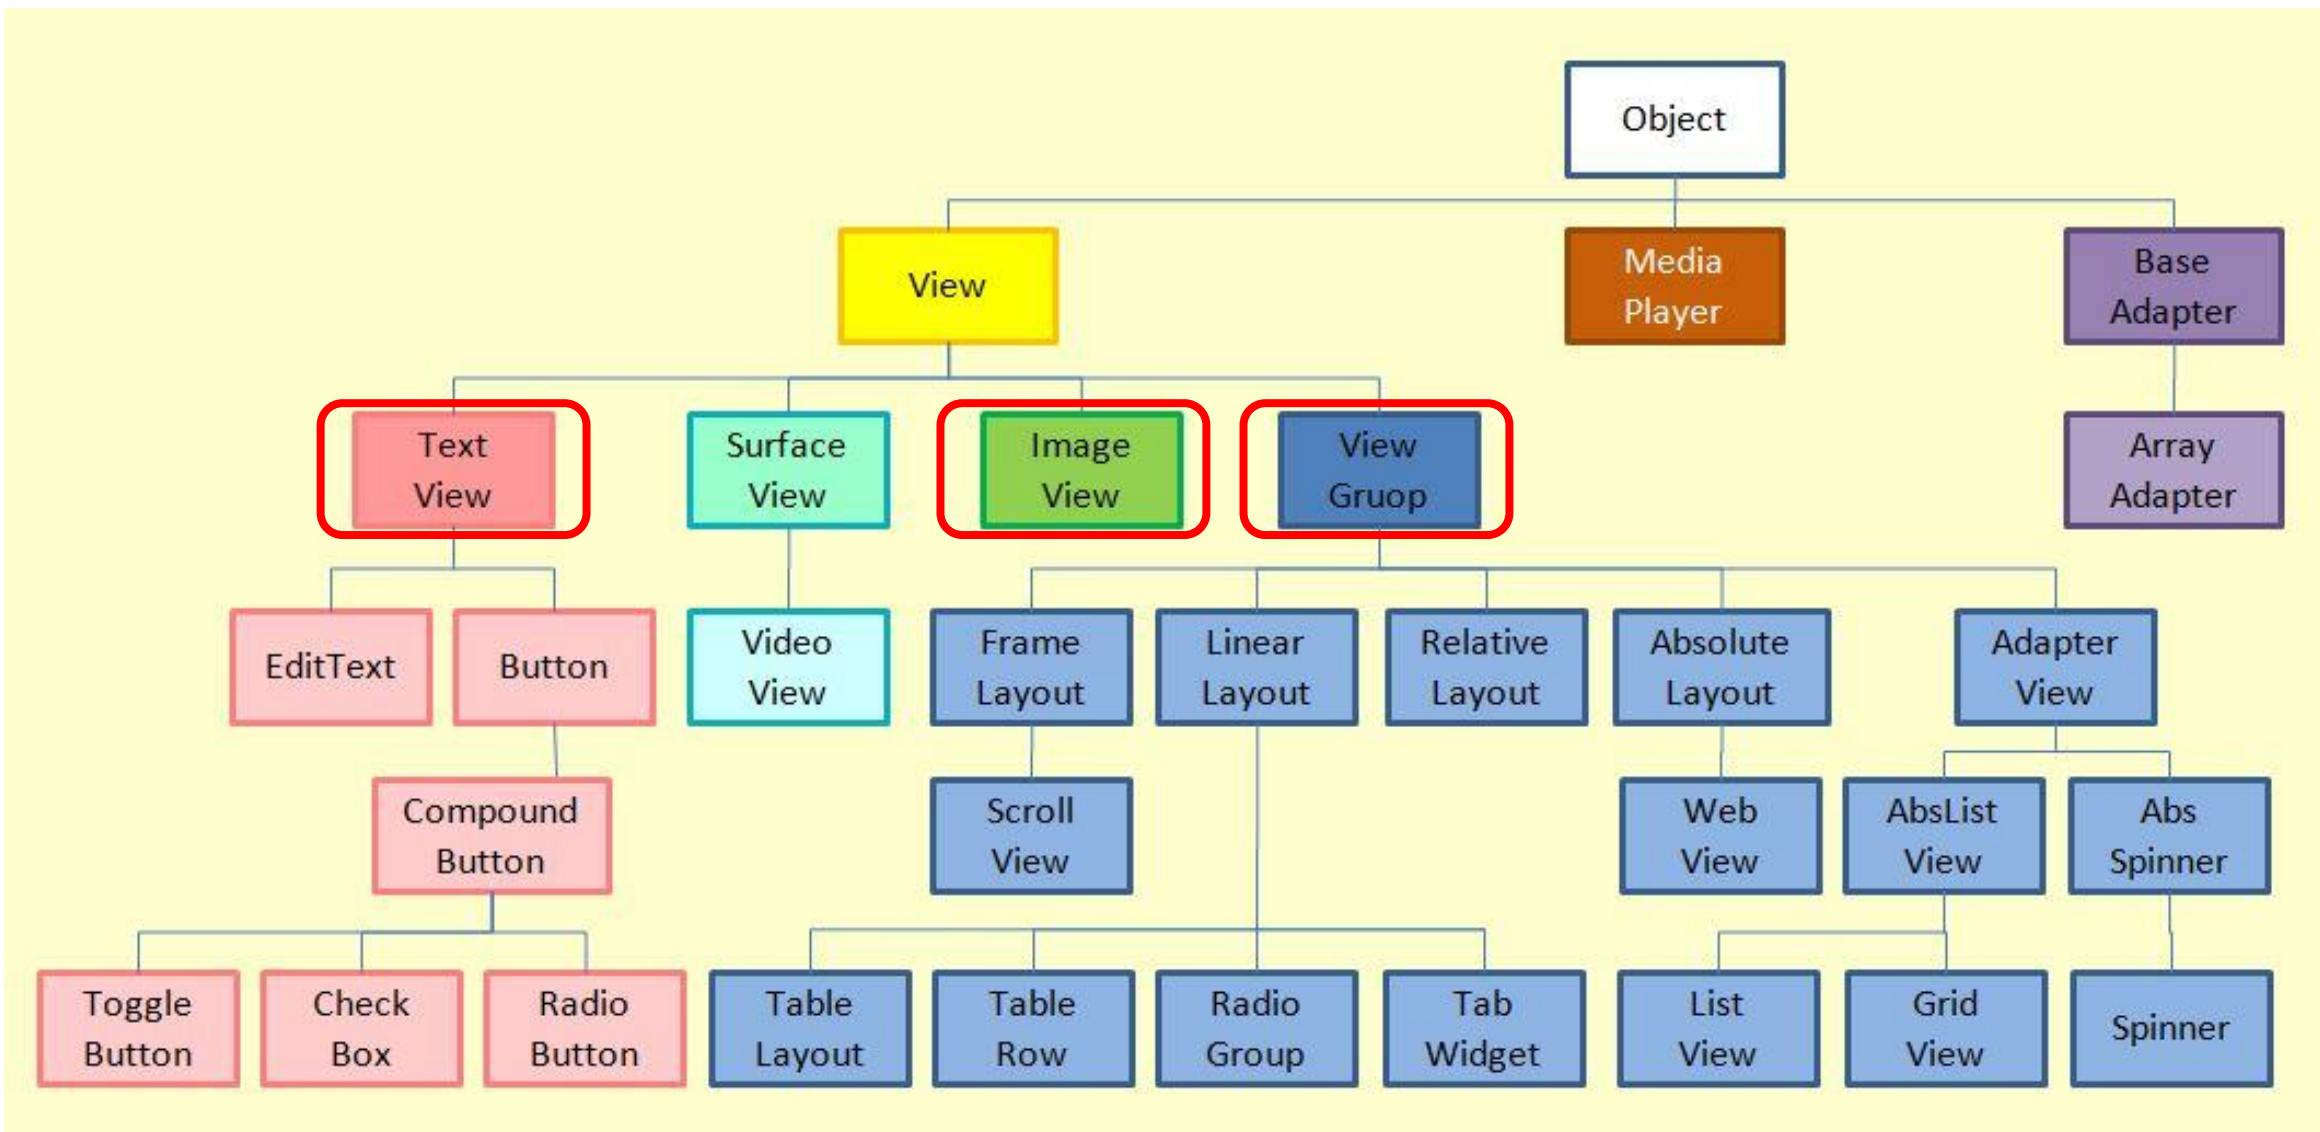 Object
View
Media
Player
Base
Adapter
Text
View
Surface
View
Image
View
View
Gruop
Array
Adapter
EditText
Button
Video
View
Frame
Layout
Linear
Layout
Relative
Layout
Absolute
Layout
Adapter
View
Compound
Button
Scroll
View
Web
View
AbsList
View
Abs
Spinner
Toggle
Button
Check
Box
Radio
Button
Table
Layout
Table
Row
Radio
Group
Tab
Widget
List
View
Grid
View
Spinner